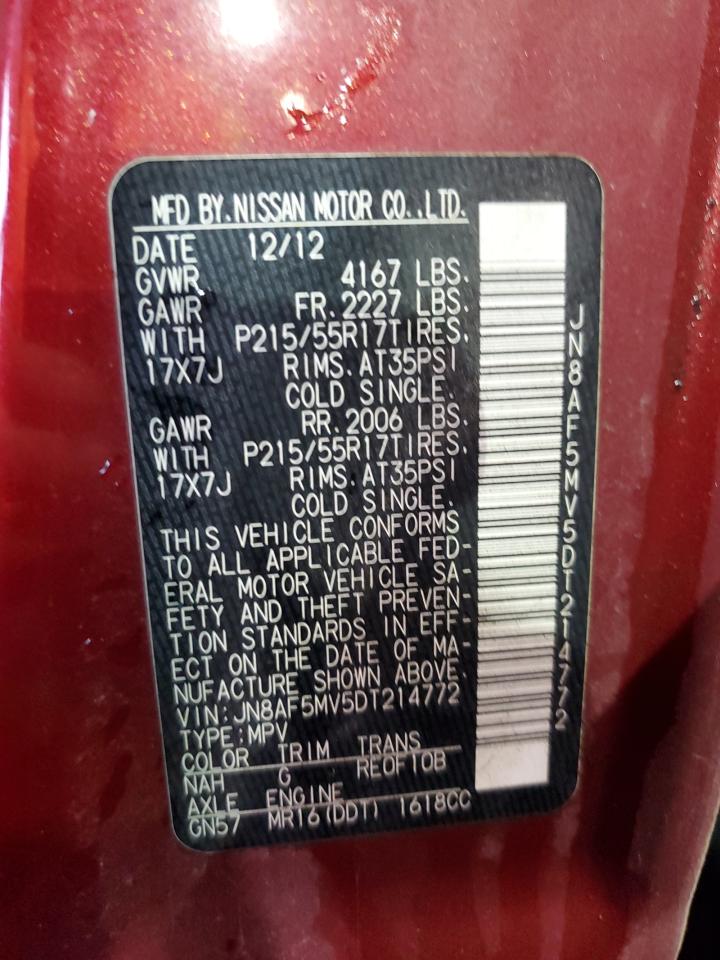 MFD BY.NISSAN MOTOR CO.,LTD.
DATE 12/12
GVWR 4167 LBS.
GAWR FR.2227 LBS.
WITH P215/55R17TIRES.
17X7J RIMS.AT35PSI
COLD SINGLE.
GAWR RR.2006 LBS.
WITH P215/55R17TIRES.
17X7J RIMS.AT35PSI
COLD SINGLE.
THIS VEHICLE CONFORMS
TO ALL APPLICABLE FED-
ERAL MOTOR VEHICLE SA-
FETY AND THEFT PREVEN-
TION STANDARDS IN EFF-
ECT ON THE DATE OF MA-
NUFACTURE SHOWN ABOVE.
VIN:JN8AF5MV5DT214772
TYPE:MPV
COLOR TRIM TRANS
NAH G RE0F10B
AXLE ENGINE
GN57 MR16(DDT) 1618CC
JN8AF5MV5DT214772